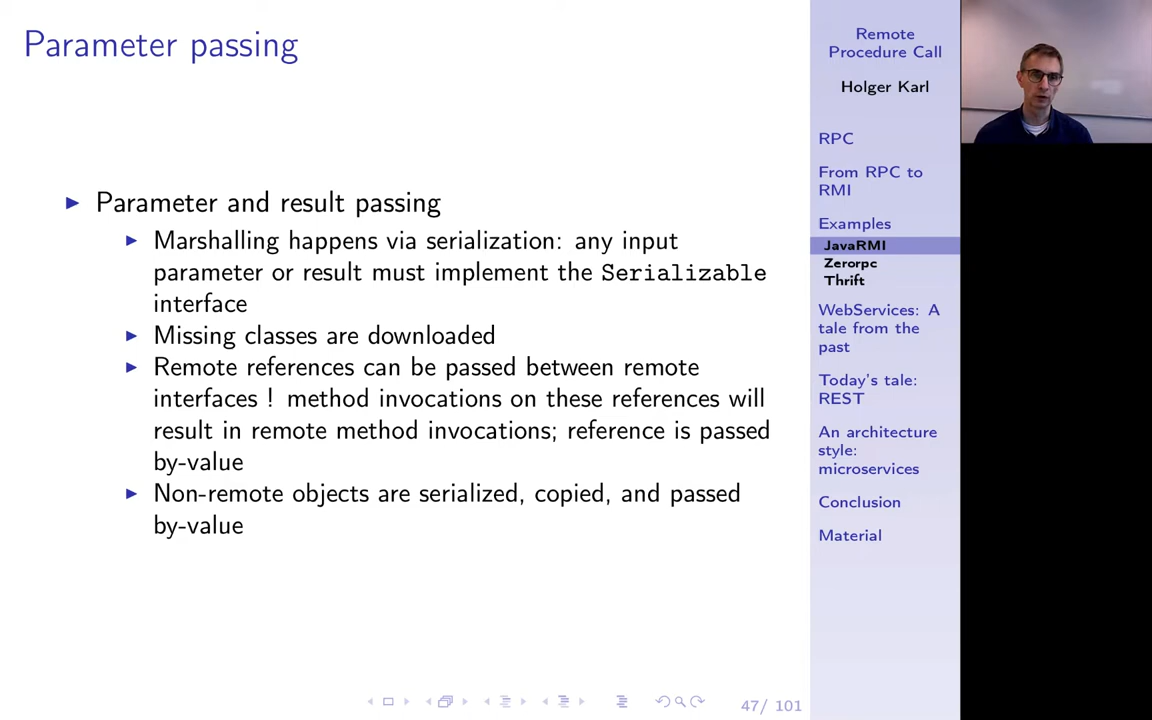 Parameter passing
Parameter and result passing
Marshalling happens via serialization: any input
parameter or result must implement the Serializable
interface
Missing classes are downloaded
Remote references can be passed between remote
interfaces ! method invocations on these references will
result in remote method invocations; reference is passed
by-value
Non-remote objects are serialized, copied, and passed
by-value
47/ 101
Remote
Procedure Call
Holger Karl
RPC
From RPC to
RMI
Examples
JavaRMI
Zerorpc
Thrift
WebServices: A
tale from the
past
Today's tale:
REST
An architecture
style:
microservices
Conclusion
Material